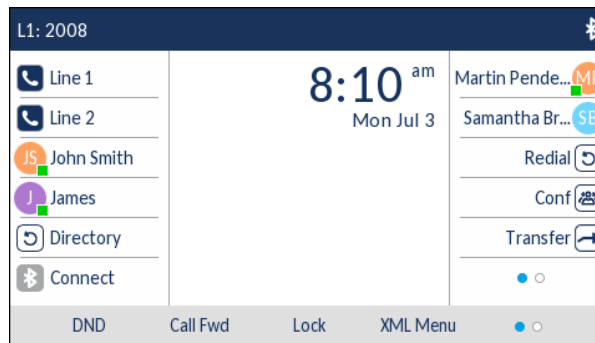 L1: 2008
Line 1
Line 2
JS John Smith
J James
Directory
Connect
8:10 am
Mon Jul 3
Martin Pende...
Samantha Br...
Redial
Conf
Transfer
DND Call Fwd Lock XML Menu